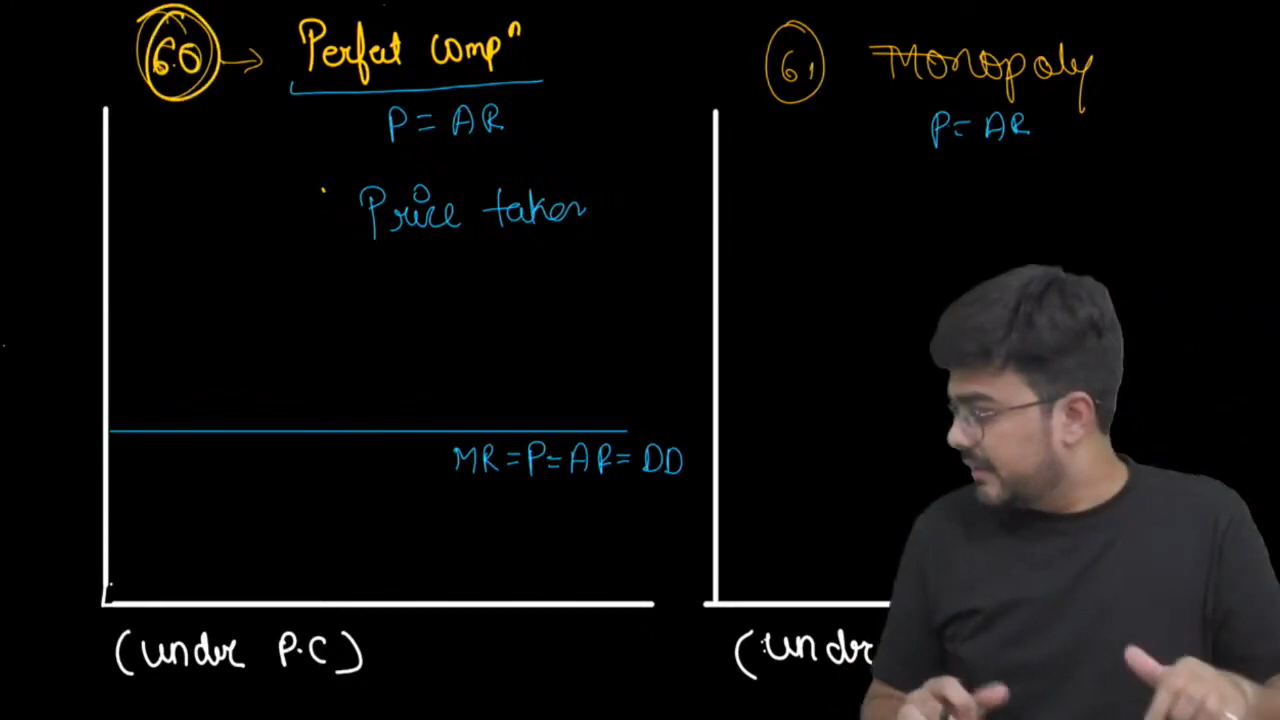 60 → Perfect compⁿ
P = AR
Price taker
MR = P = AR = DD
(under P.C)
61 Monopoly
P = AR
(under